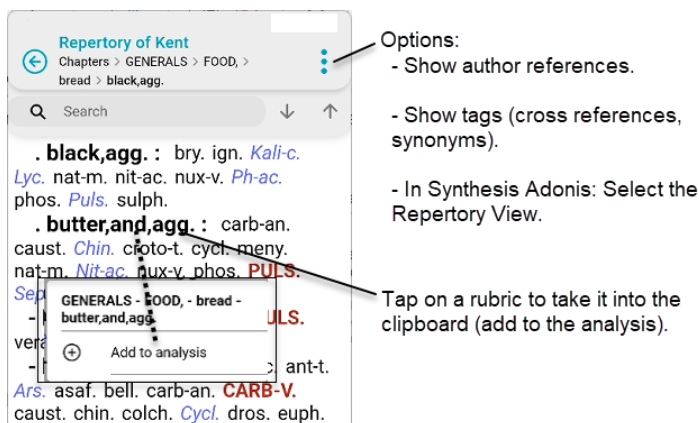 Repertory of Kent
Chapters > GENERALS > FOOD, >
bread > black,agg.
Search
. black,agg. : bry. ign. Kali-c.
Lyc. nat-m. nit-ac. nux-v. Ph-ac.
phos. Puls. sulph.
. butter,and,agg. : carb-an.
caust. Chin. croto-t. cycl. meny.
nat-m. Nit-ac. nux-v. phos. PULS.
Sep
GENERALS - FOOD, - bread -
butter,and,agg.
ULS.
vera
Add to analysis
c. ant-t.
Ars. asaf. bell. carb-an. CARB-V.
caust. chin. colch. Cycl. dros. euph.
Options:
- Show author references.
- Show tags (cross references,
synonyms).
- In Synthesis Adonis: Select the
Repertory View.
Tap on a rubric to take it into the
clipboard (add to the analysis).